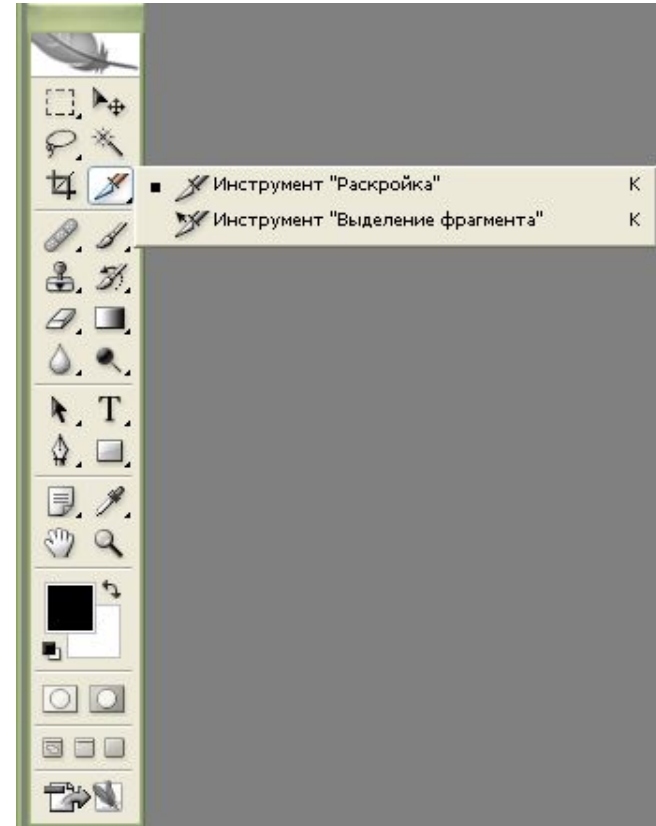 Инструмент "Раскройка" K
Инструмент "Выделение фрагмента" K
T